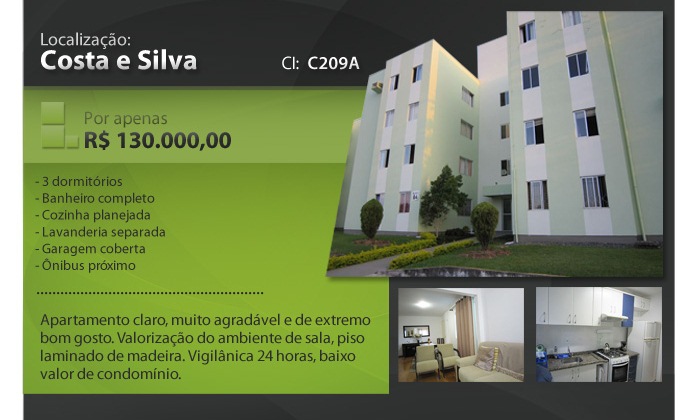 Localização:
Costa e Silva
CI: C209A
Por apenas
R$ 130.000,00
- 3 dormitórios
- Banheiro completo
- Cozinha planejada
- Lavanderia separada
- Garagem coberta
- Ônibus próximo
Apartamento claro, muito agradável e de extremo
bom gosto. Valorização do ambiente de sala, piso
laminado de madeira. Vigilânica 24 horas, baixo
valor de condomínio.